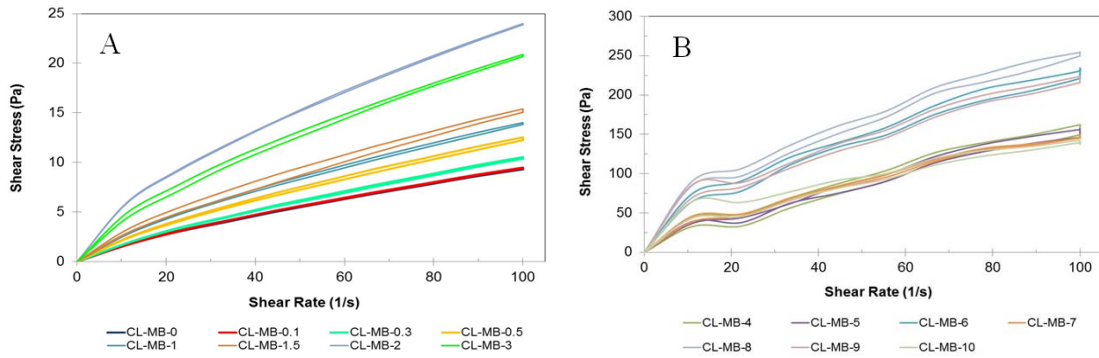 A
Shear Stress (Pa)
25
20
15
10
5
0
0 20 40 60 80 100
Shear Rate (1/s)
CL-MB-0 CL-MB-0.1 CL-MB-0.3 CL-MB-0.5
CL-MB-1 CL-MB-1.5 CL-MB-2 CL-MB-3
B
Shear Stress (Pa)
300
250
200
150
100
50
0
0 20 40 60 80 100
Shear Rate (1/s)
CL-MB-4 CL-MB-5 CL-MB-6 CL-MB-7
CL-MB-8 CL-MB-9 CL-MB-10